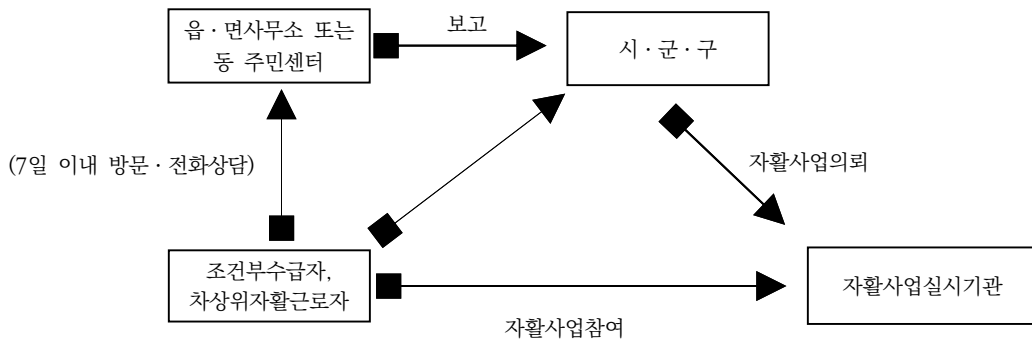 읍 · 면사무소 또는
동 주민센터
보고
시 · 군 · 구
(7일 이내 방문 · 전화상담)
자활사업의뢰
조건부수급자,
차상위자활근로자
자활사업실시기관
자활사업참여